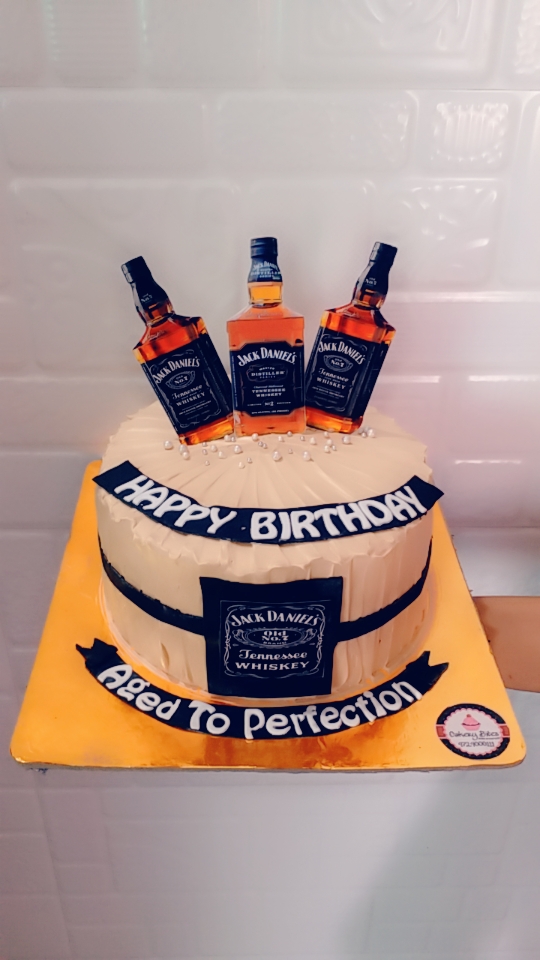 JACK DANIEL'S
Tennessee
WHISKEY
JACK DANIEL'S
TENNESSEE
WHISKEY
JACK DANIEL'S
Tennessee
WHISKEY
HAPPY BIRTHDAY
JACK DANIEL'S
Old
No.7
BRAND
Tennessee
WHISKEY
Aged To Perfection